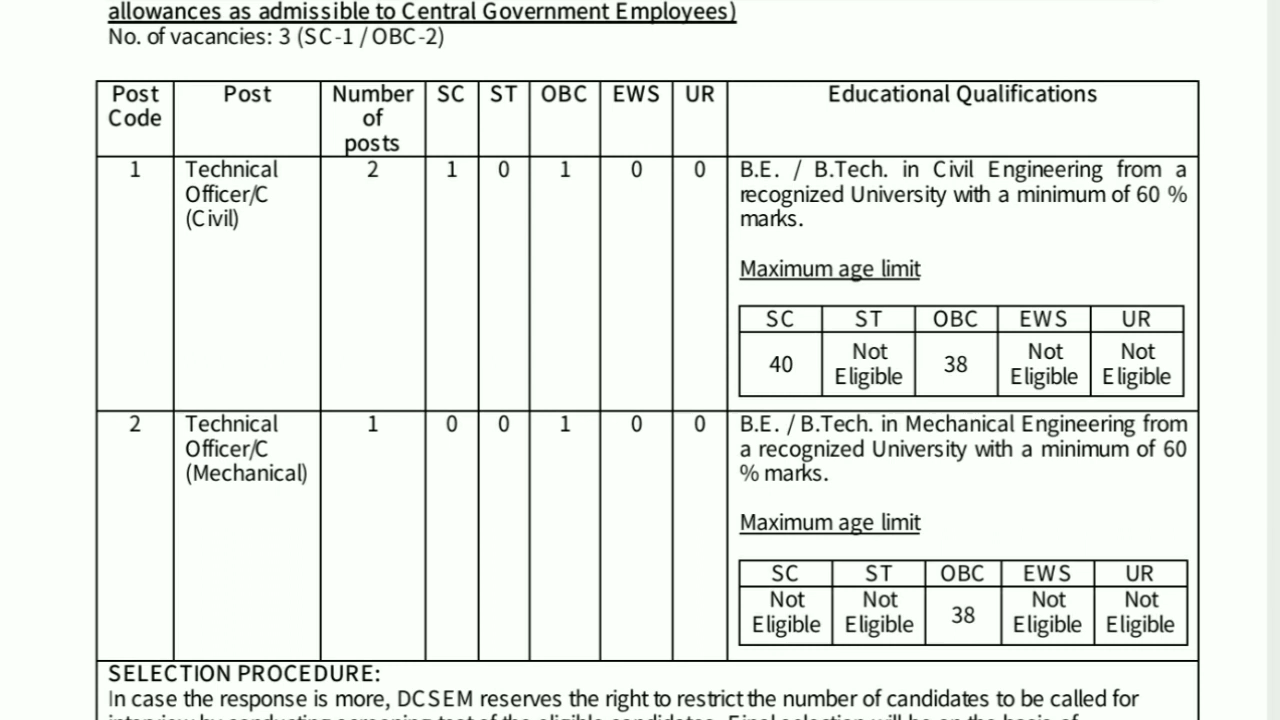 allowances as admissible to Central Government Employees)
No. of vacancies: 3 (SC-1 / OBC-2)
Post Code Post Number of posts SC ST OBC EWS UR Educational Qualifications
1 Technical Officer/C (Civil) 2 1 0 1 0 0 B.E. / B.Tech. in Civil Engineering from a
recognized University with a minimum of 60 %
marks.
Maximum age limit
SC ST OBC EWS UR
40 Not Eligible 38 Not Eligible Not Eligible
2 Technical Officer/C (Mechanical) 1 0 0 1 0 0 B.E. / B.Tech. in Mechanical Engineering from
a recognized University with a minimum of 60
% marks.
Maximum age limit
SC ST OBC EWS UR
Not Eligible Not Eligible 38 Not Eligible Not Eligible
SELECTION PROCEDURE:
In case the response is more, DCSEM reserves the right to restrict the number of candidates to be called for